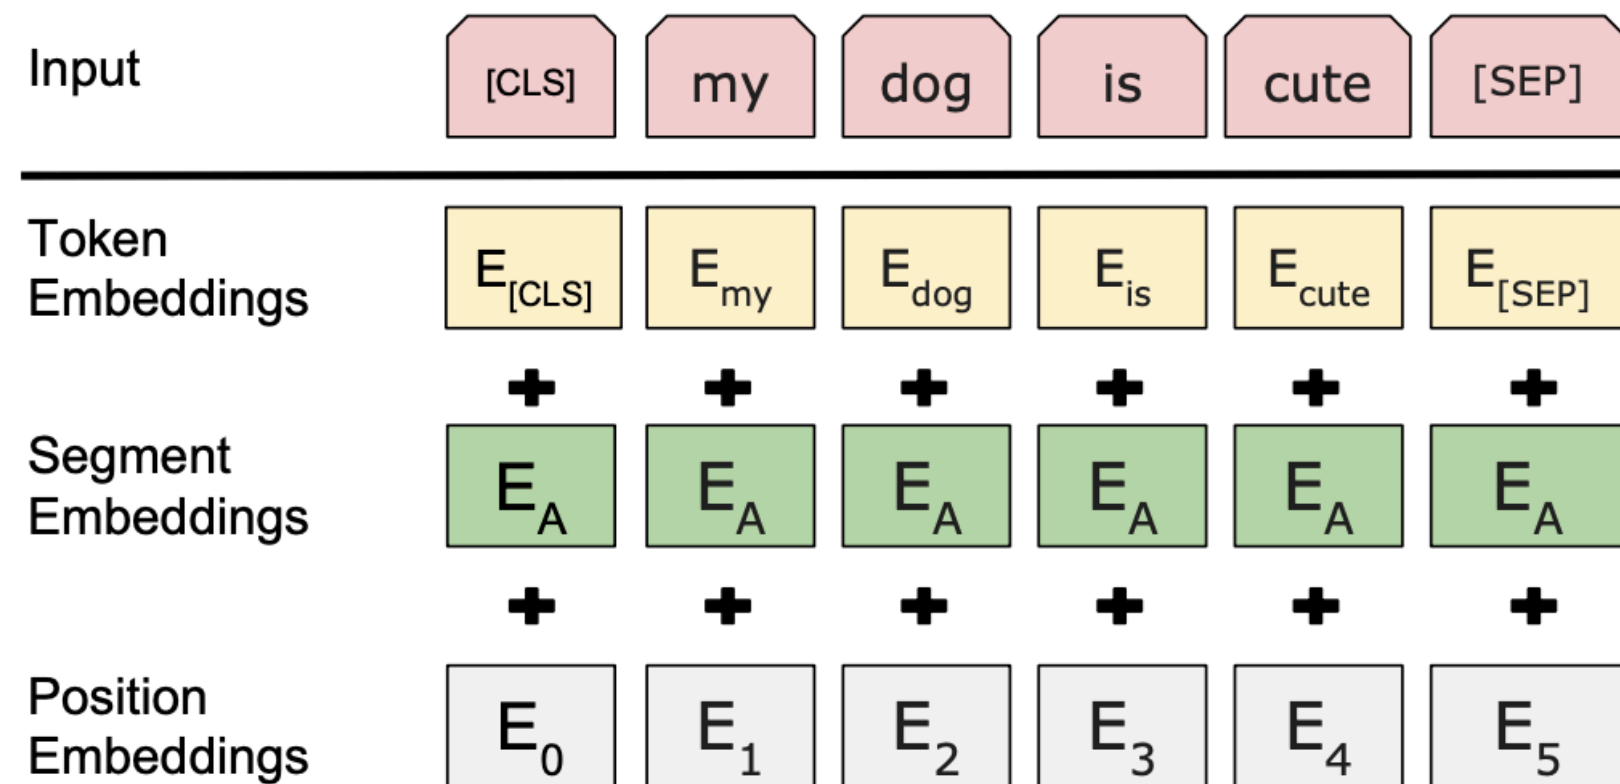 Input [CLS] my dog is cute [SEP]
Token
Embeddings E[CLS] Emy Edog Eis Ecute E[SEP]
+ + + + + +
Segment
Embeddings EA EA EA EA EA EA
+ + + + + +
Position
Embeddings E0 E1 E2 E3 E4 E5